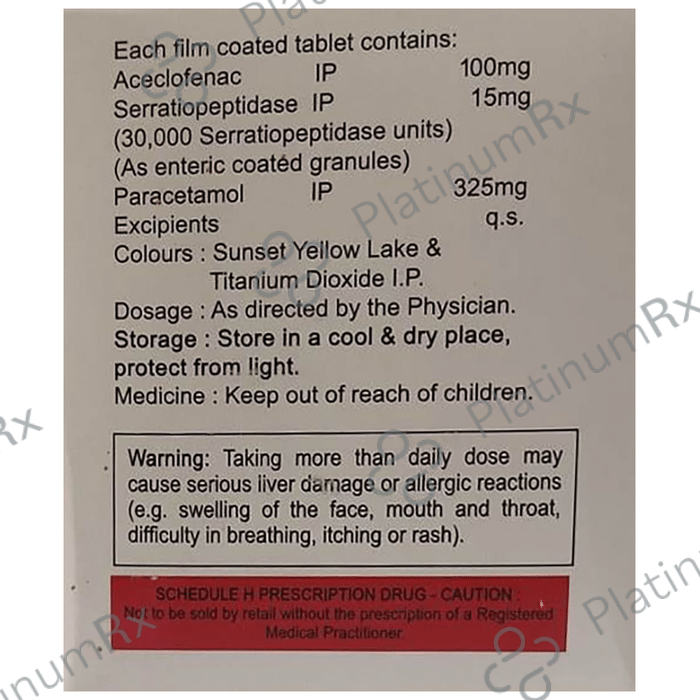 Each film coated tablet contains:
Aceclofenac IP 100mg
Serratiopeptidase IP 15mg
(30,000 Serratiopeptidase units)
(As enteric coated granules)
Paracetamol IP 325mg
Excipients q.s.
Colours : Sunset Yellow Lake &
Titanium Dioxide I.P.
Dosage : As directed by the Physician.
Storage : Store in a cool & dry place,
protect from light.
Medicine : Keep out of reach of children.
Warning: Taking more than daily dose may
cause serious liver damage or allergic reactions
(e.g. swelling of the face, mouth and throat,
difficulty in breathing, itching or rash).
SCHEDULE H PRESCRIPTION DRUG - CAUTION :
Not to be sold by retail without the prescription of a Registered
Medical Practitioner.
PlatinumRx
PlatinumRx
PlatinumRx
Rx
PlatinumRx
Platin
inumRx